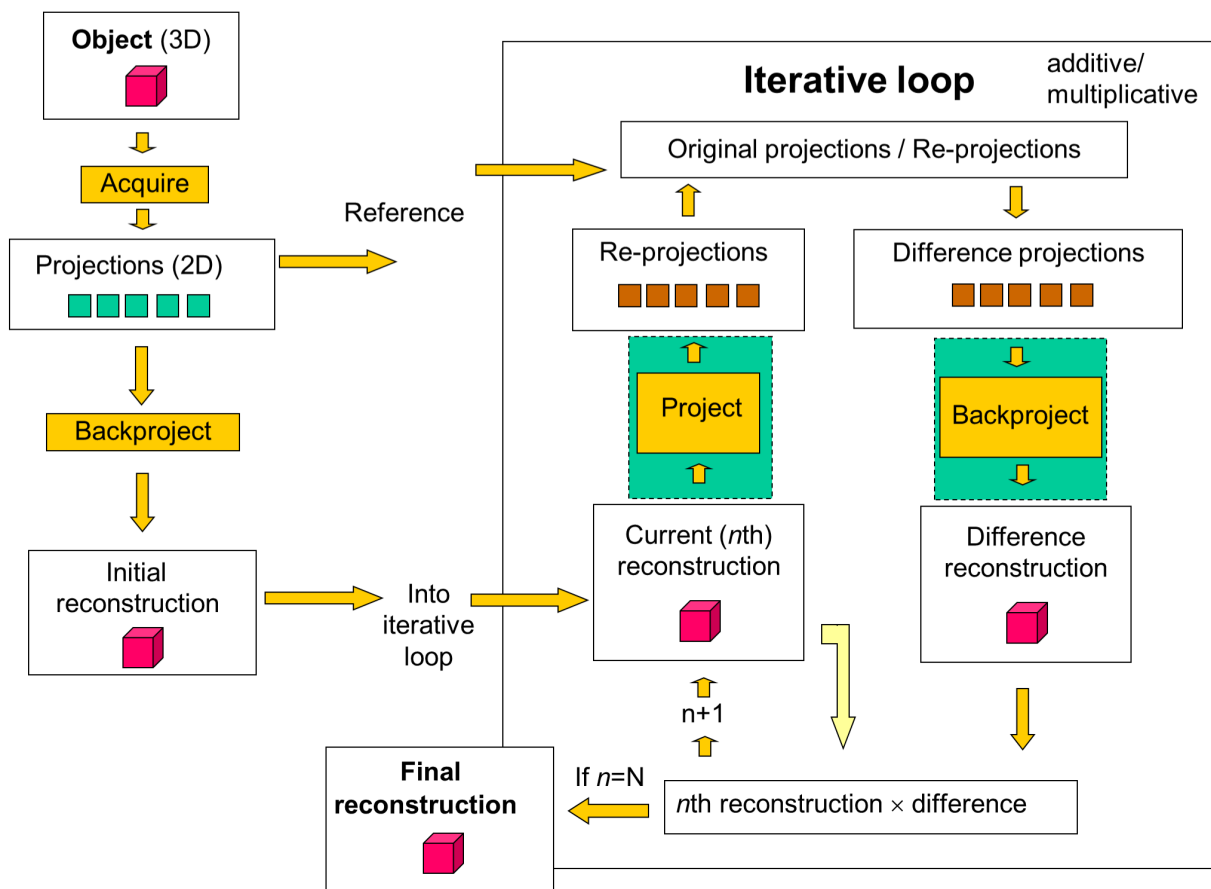 Object (3D)
Acquire
Projections (2D)
Backproject
Initial
reconstruction
Reference
Into
iterative
loop
Iterative loop
additive/
multiplicative
Original projections / Re-projections
Re-projections
Difference projections
Project
Backproject
Current (nth)
reconstruction
Difference
reconstruction
n+1
nth reconstruction × difference
If n=N
Final
reconstruction